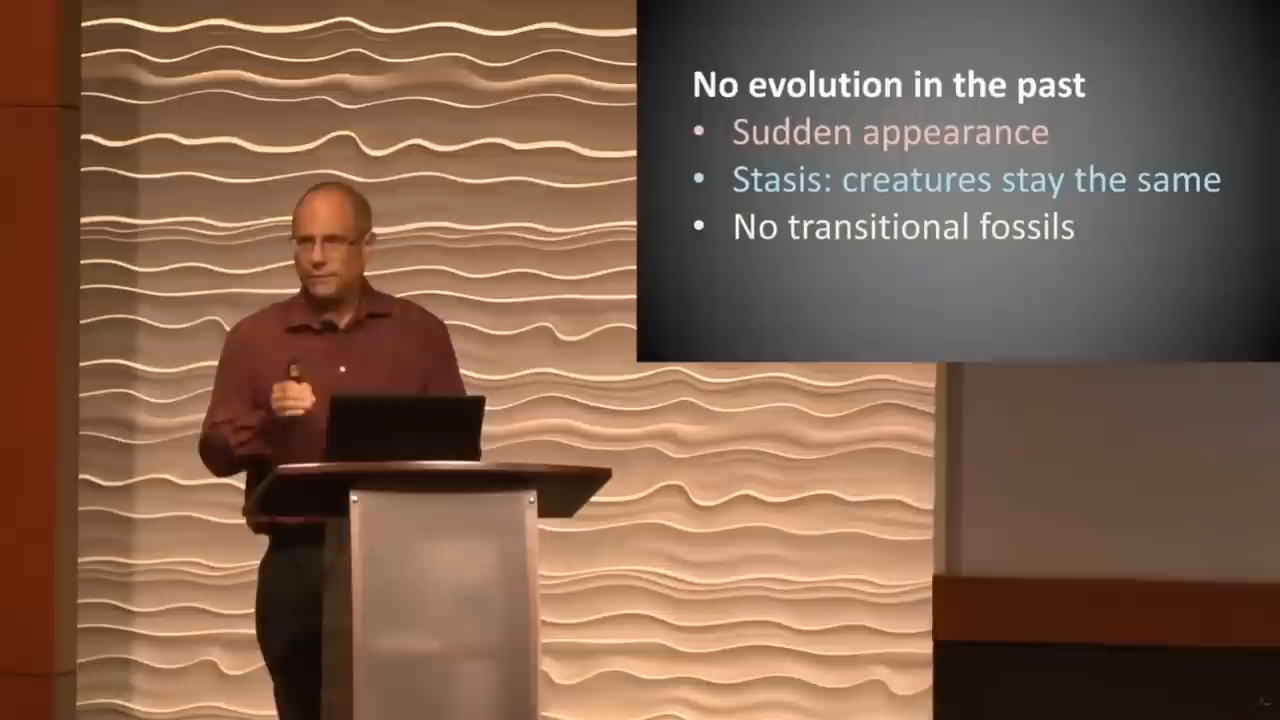 No evolution in the past
• Sudden appearance
• Stasis: creatures stay the same
• No transitional fossils